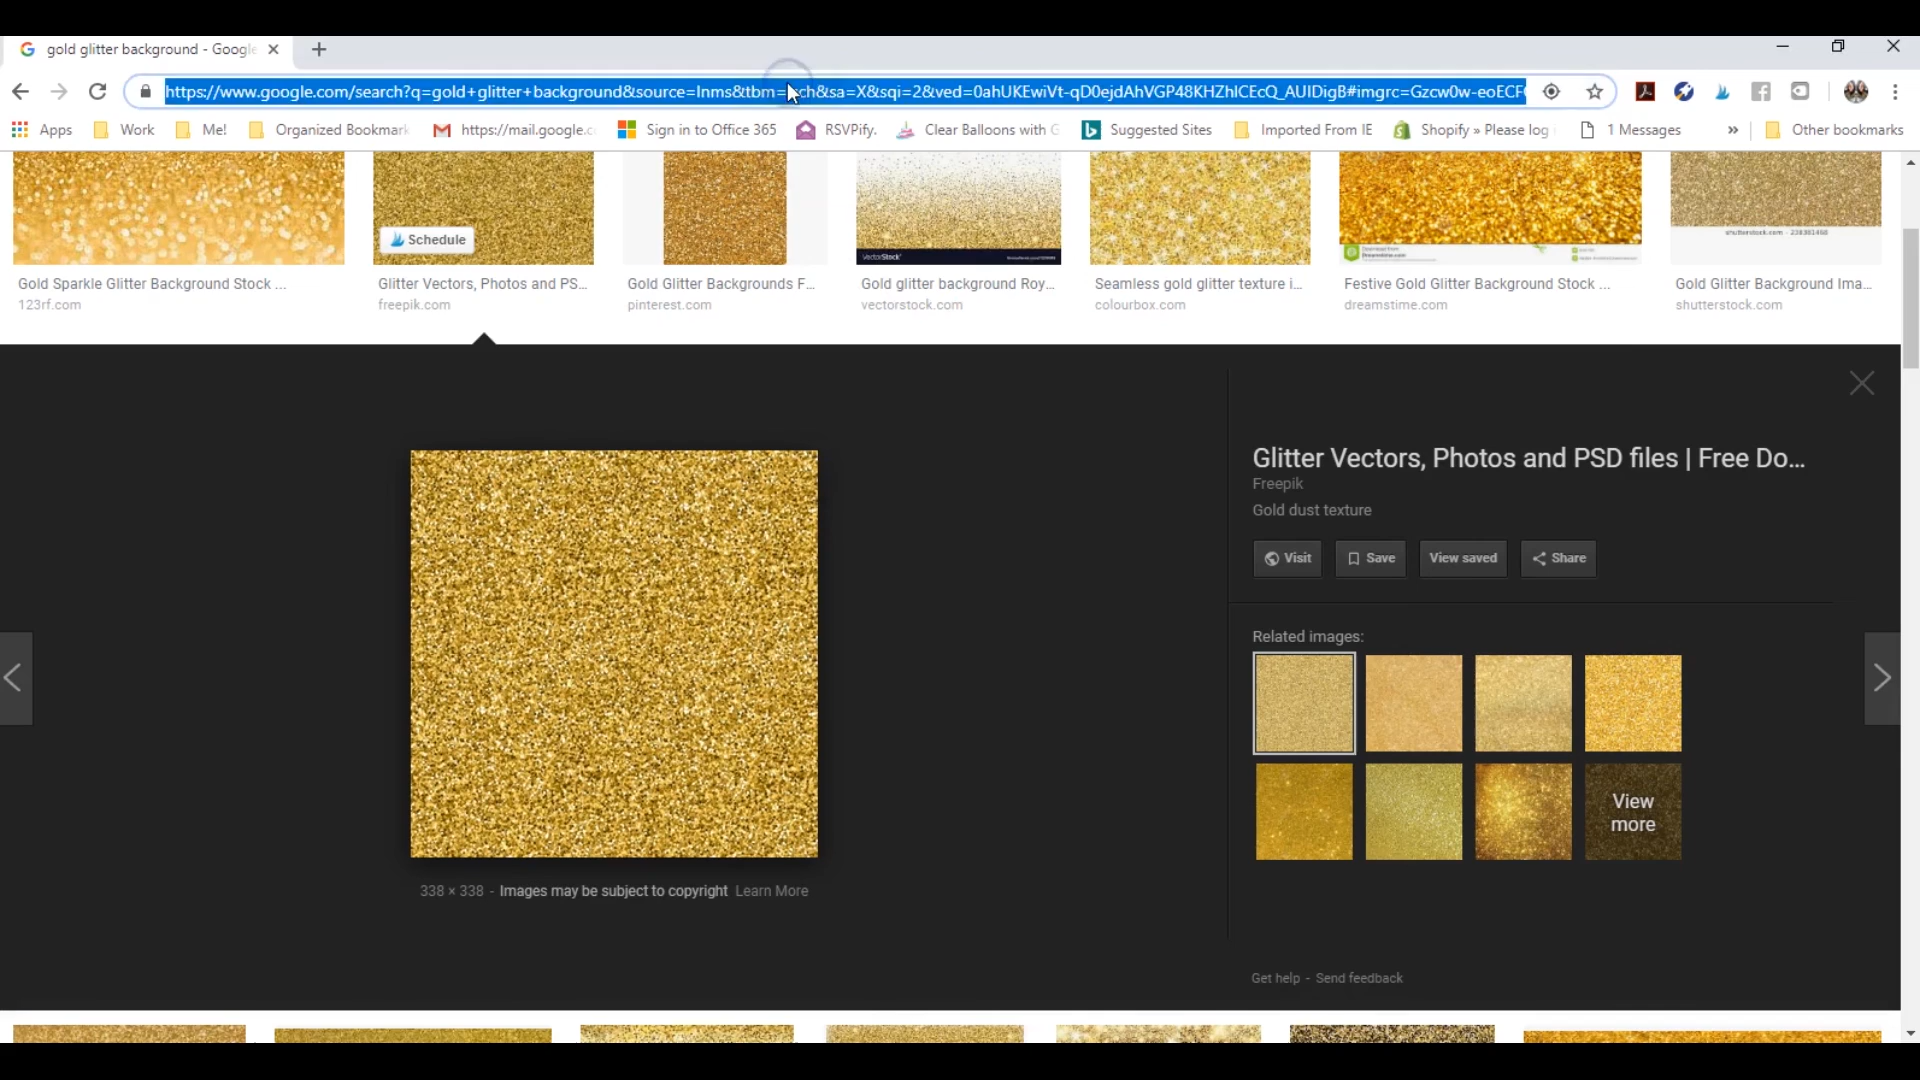 gold glitter background - Google
https://www.google.com/search?q=gold+glitter+background&source=lnms&tbm=isch&sa=X&sqi=2&ved=0ahUKEwiVt-qD0ejdAhVGP48KHZhlCEcQ_AUIDigB#imgrc=Gzcw0w-eoECF
Apps Work Me! Organized Bookmark https://mail.google.c Sign in to Office 365 RSVPify. Clear Balloons with G Suggested Sites Imported From IE Shopify » Please log 1 Messages » Other bookmarks
Schedule
VectorStock
shutterstock.com - 238381468
Gold Sparkle Glitter Background Stock ... Glitter Vectors, Photos and PS... Gold Glitter Backgrounds F... Gold glitter background Roy... Seamless gold glitter texture i... Festive Gold Glitter Background Stock ... Gold Glitter Background Ima...
123rf.com freepik.com pinterest.com vectorstock.com colourbox.com dreamstime.com shutterstock.com
Glitter Vectors, Photos and PSD files | Free Do...
Freepik
Gold dust texture
Visit Save View saved Share
Related images:
View
more
338 × 338 - Images may be subject to copyright Learn More
Get help - Send feedback